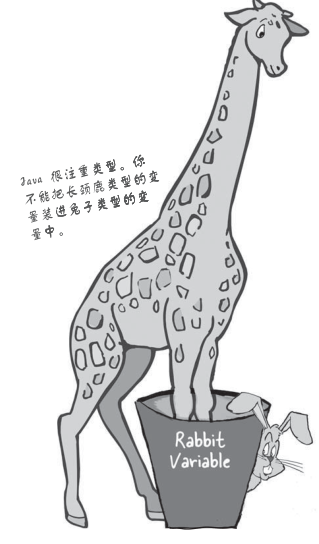 Java 很注重类型。你
不能把长颈鹿类型的变
量装进兔子类型的变
量中。
Rabbit
Variable